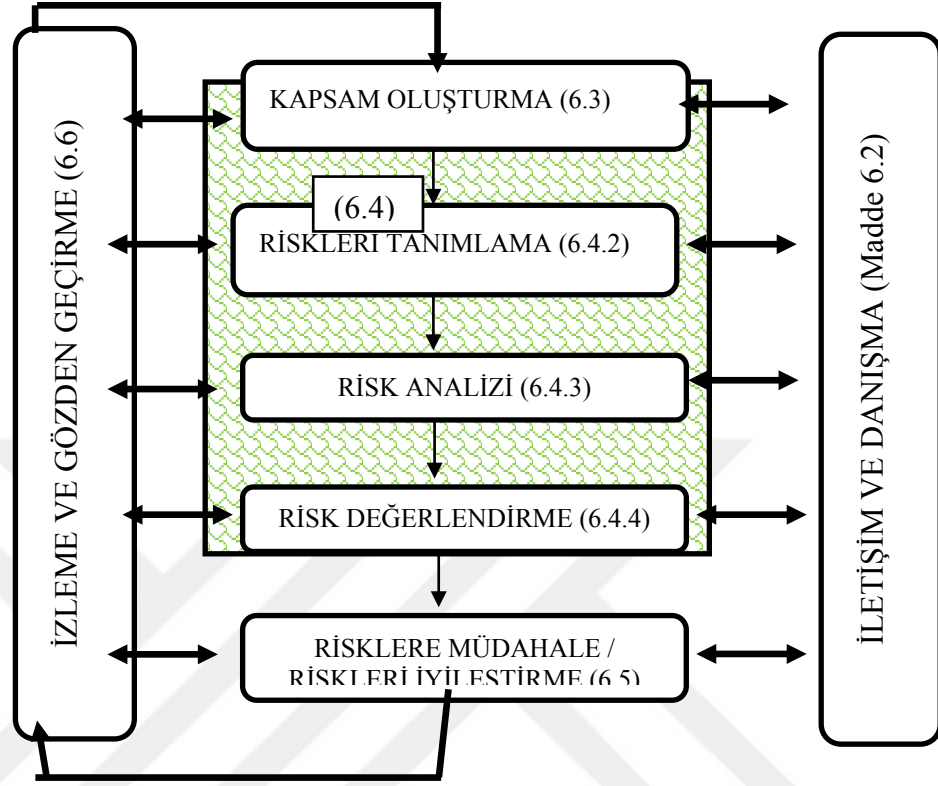 İZLEME VE GÖZDEN GEÇİRME (6.6)
KAPSAM OLUŞTURMA (6.3)
(6.4)
RİSKLERİ TANIMLAMA (6.4.2)
RİSK ANALİZİ (6.4.3)
RİSK DEĞERLENDİRME (6.4.4)
RİSKLERE MÜDAHALE /
RİSKLERİ İYİLEŞTİRME (6.5)
İLETİŞİM VE DANIŞMA (Madde 6.2)